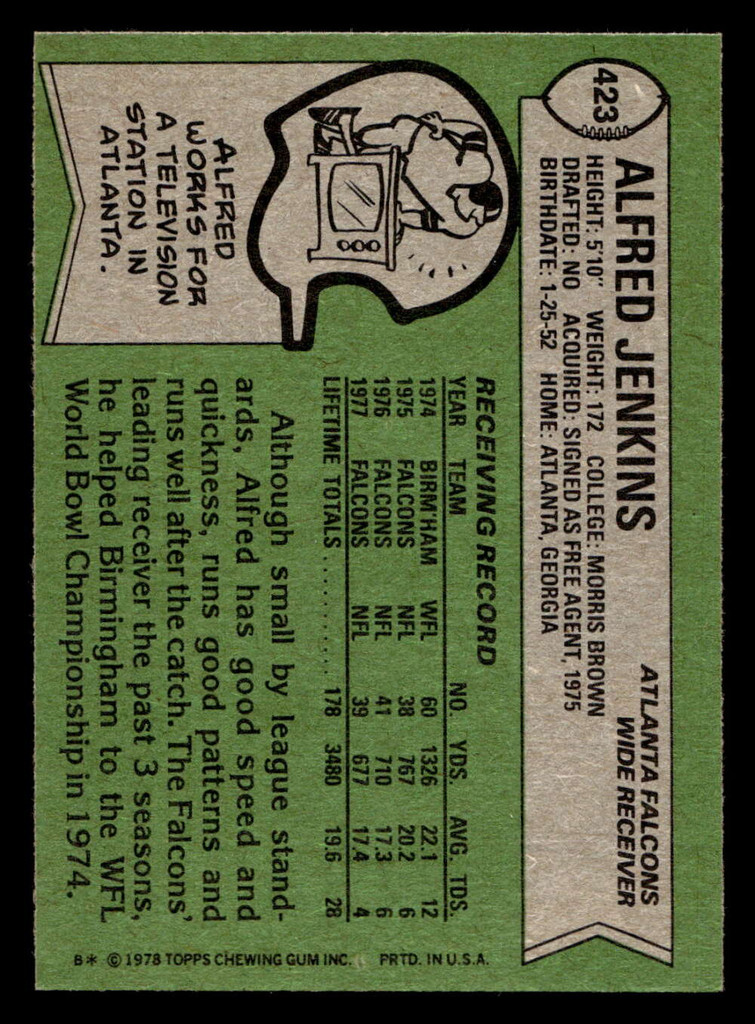 423
ALFRED JENKINS
ATLANTA FALCONS
WIDE RECEIVER
HEIGHT: 5'10" WEIGHT: 172 COLLEGE: MORRIS BROWN
DRAFTED: NO ACQUIRED: SIGNED AS FREE AGENT, 1975
BIRTHDATE: 1-25-52 HOME: ATLANTA, GEORGIA
RECEIVING RECORD
YEAR TEAM NO. YDS. AVG. TDS.
1974 BIRM'HAM WFL 60 1326 22.1 12
1975 FALCONS NFL 38 767 20.2 6
1976 FALCONS NFL 41 710 17.3 6
1977 FALCONS NFL 39 677 17.4 4
LIFETIME TOTALS ........... 178 3480 19.6 28
Although small by league stand-
ards, Alfred has good speed and
quickness, runs good patterns and
runs well after the catch. The Falcons'
leading receiver the past 3 seasons,
he helped Birmingham to the WFL
World Bowl Championship in 1974.
ALFRED
WORKS FOR
A TELEVISION
STATION IN
ATLANTA.
B* © 1978 TOPPS CHEWING GUM INC. PRTD. IN U.S.A.